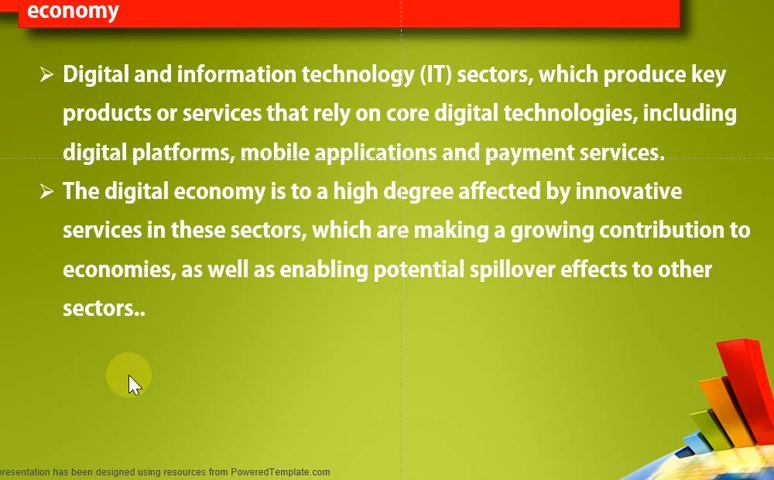 economy
➢ Digital and information technology (IT) sectors, which produce key
products or services that rely on core digital technologies, including
digital platforms, mobile applications and payment services.
➢ The digital economy is to a high degree affected by innovative
services in these sectors, which are making a growing contribution to
economies, as well as enabling potential spillover effects to other
sectors..
presentation has been designed using resources from PoweredTemplate.com